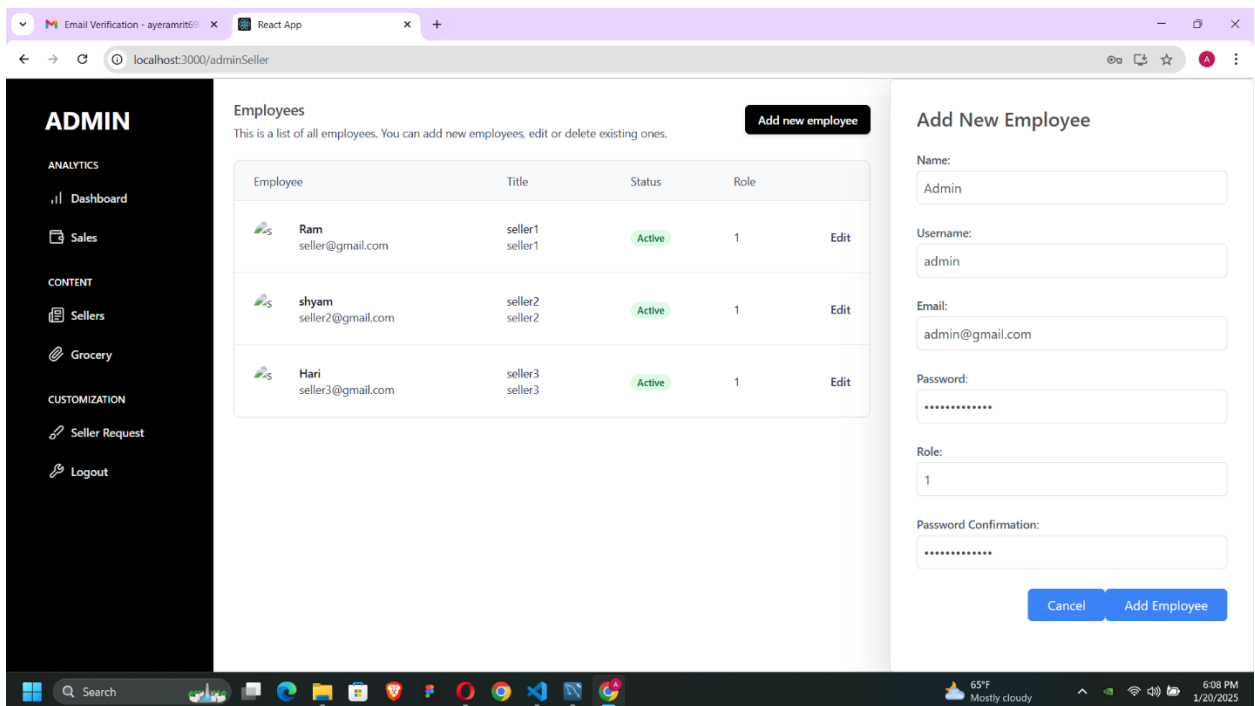 Email Verification - ayeramrit69
React App
localhost:3000/adminSeller
A
ADMIN
ANALYTICS
Dashboard
Sales
CONTENT
Sellers
Grocery
CUSTOMIZATION
Seller Request
Logout
Employees
This is a list of all employees. You can add new employees, edit or delete existing ones.
Add new employee
Employee Title Status Role
s Ram seller1 Active 1 Edit
seller@gmail.com seller1
s shyam seller2 Active 1 Edit
seller2@gmail.com seller2
s Hari seller3 Active 1 Edit
seller3@gmail.com seller3
Add New Employee
Name:
Admin
Username:
admin
Email:
admin@gmail.com
Password:
•••••••••••••
Role:
1
Password Confirmation:
•••••••••••••
Cancel Add Employee
Search
65°F
Mostly cloudy
6:08 PM
1/20/2025